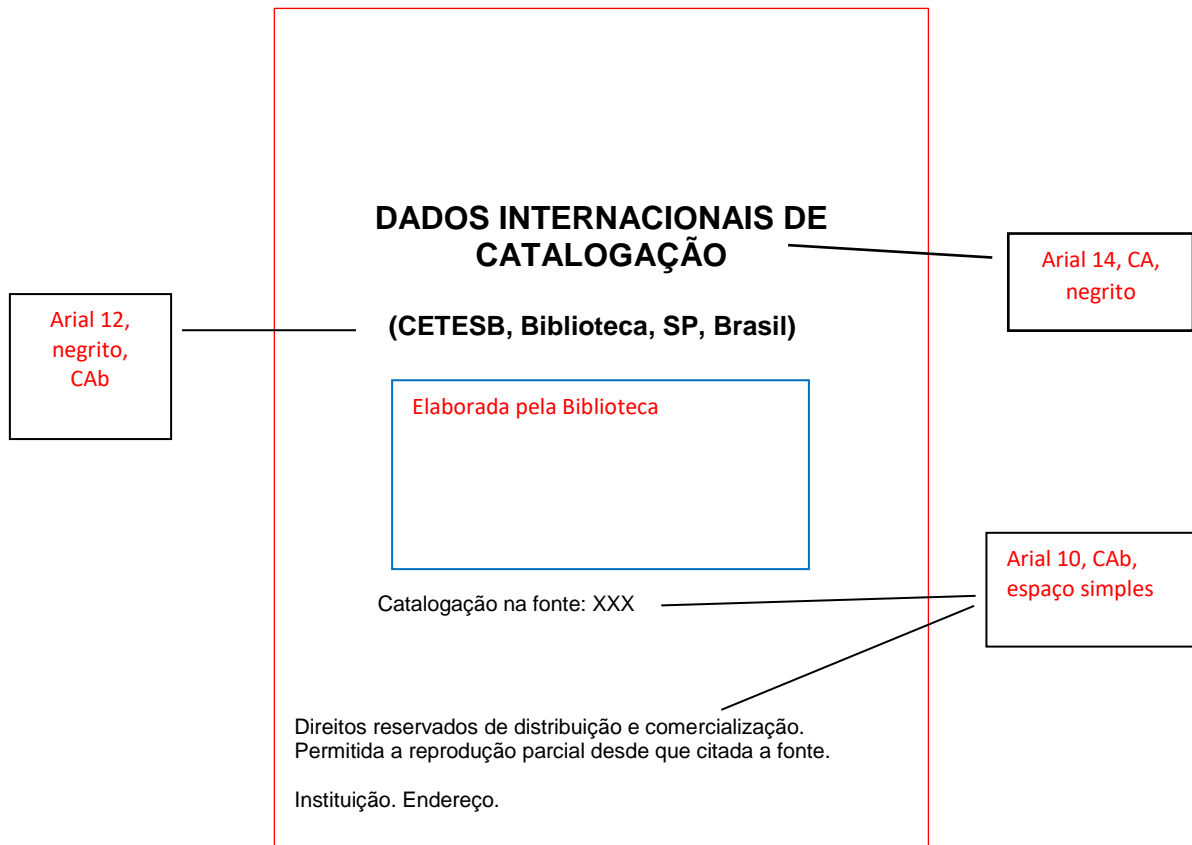 DADOS INTERNACIONAIS DE
CATALOGAÇÃO
Arial 14, CA,
negrito
Arial 12,
negrito,
CAb
(CETESB, Biblioteca, SP, Brasil)
Elaborada pela Biblioteca
Arial 10, CAb,
espaço simples
Catalogação na fonte: XXX
Direitos reservados de distribuição e comercialização.
Permitida a reprodução parcial desde que citada a fonte.
Instituição. Endereço.